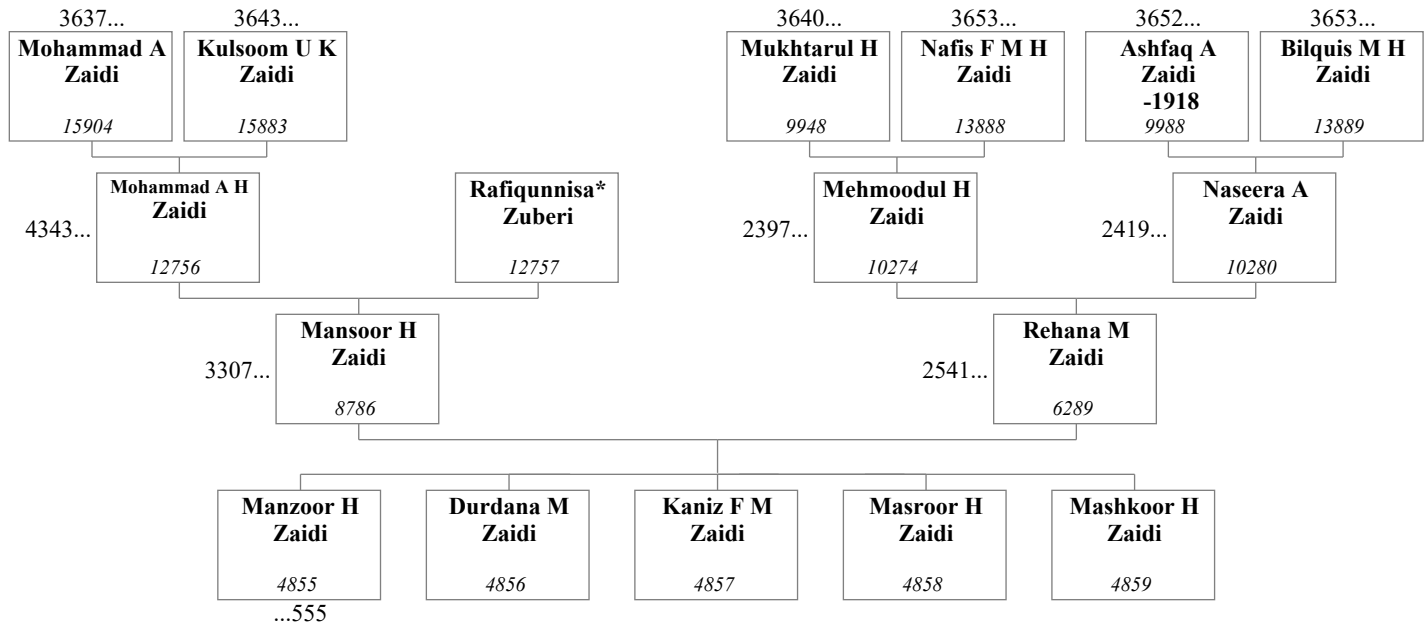 3637...
3643...
3640...
3653...
3652...
3653...
Mohammad A
Zaidi
15904
Kulsoom U K
Zaidi
15883
Mukhtarul H
Zaidi
9948
Nafis F M H
Zaidi
13888
Ashfaq A
Zaidi
-1918
9988
Bilquis M H
Zaidi
13889
4343...
Mohammad A H
Zaidi
12756
Rafiqunnisa*
Zuberi
12757
2397...
Mehmoodul H
Zaidi
10274
2419...
Naseera A
Zaidi
10280
3307...
Mansoor H
Zaidi
8786
2541...
Rehana M
Zaidi
6289
Manzoor H
Zaidi
4855
...555
Durdana M
Zaidi
4856
Kaniz F M
Zaidi
4857
Masroor H
Zaidi
4858
Mashkoor H
Zaidi
4859